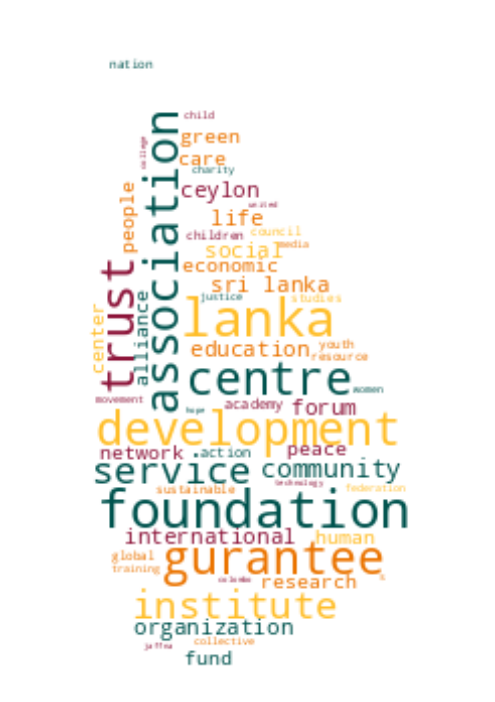 nation
child
association
college
green
care
charity
people
ceylon
united
life
children
council
media
social
economic
trust
sri lanka
alliance
justice
studies
center
lanka
education
youth
resource
centre
women
movement
hope
academy
forum
development
network
action
peace
service
community
technology
sustainable
federation
foundation
international
human
global
gurantee
training
colombo
research
s
institute
organization
collective
jaffna
fund